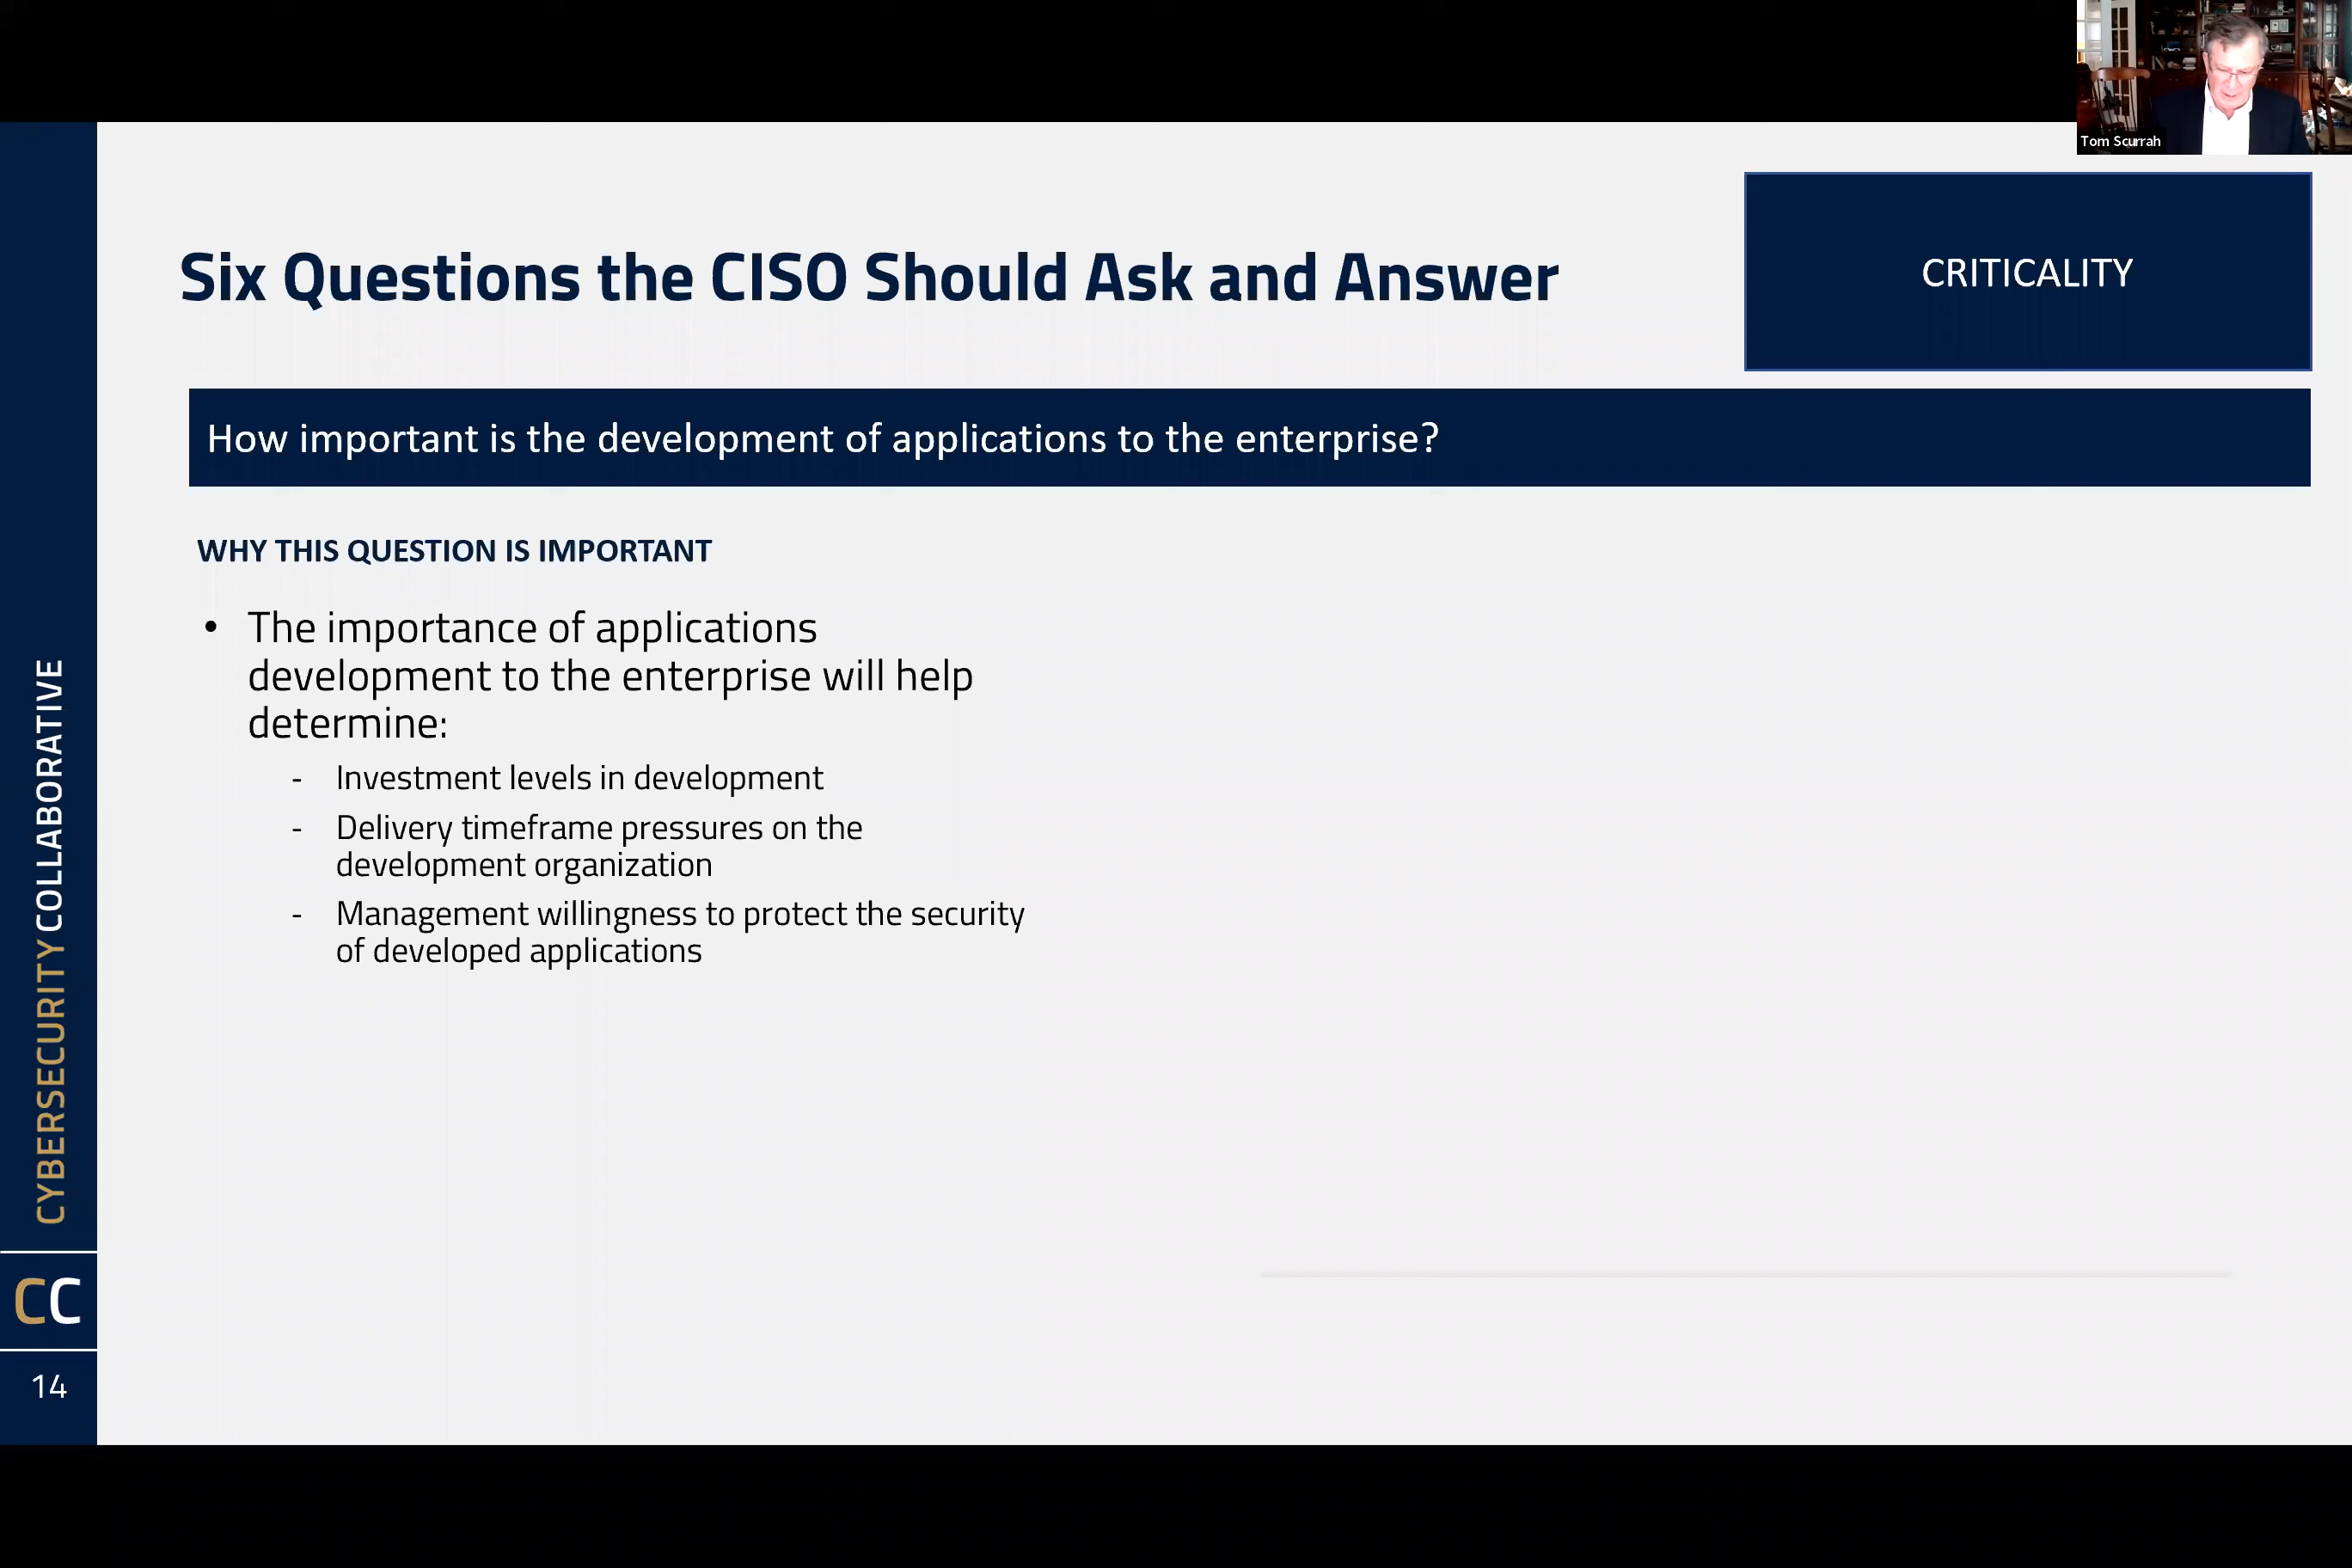 Tom Scurrah
Six Questions the CISO Should Ask and Answer
CRITICALITY
How important is the development of applications to the enterprise?
WHY THIS QUESTION IS IMPORTANT
• The importance of applications
development to the enterprise will help
determine:
- Investment levels in development
- Delivery timeframe pressures on the
development organization
- Management willingness to protect the security
of developed applications
CYBERSECURITY COLLABORATIVE
CC
14